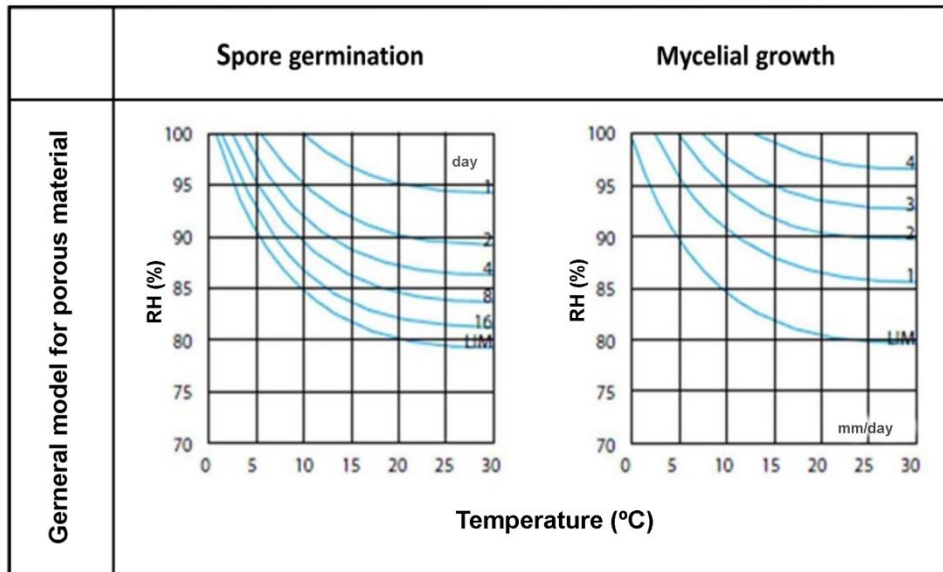 Spore germination
Mycelial growth
Gerneral model for porous material
RH (%)
100
95
90
85
80
75
70
day
1
2
4
8
16
LIM
0 5 10 15 20 25 30
RH (%)
100
95
90
85
80
75
70
4
3
2
1
LIM
mm/day
0 5 10 15 20 25 30
Temperature (ºC)